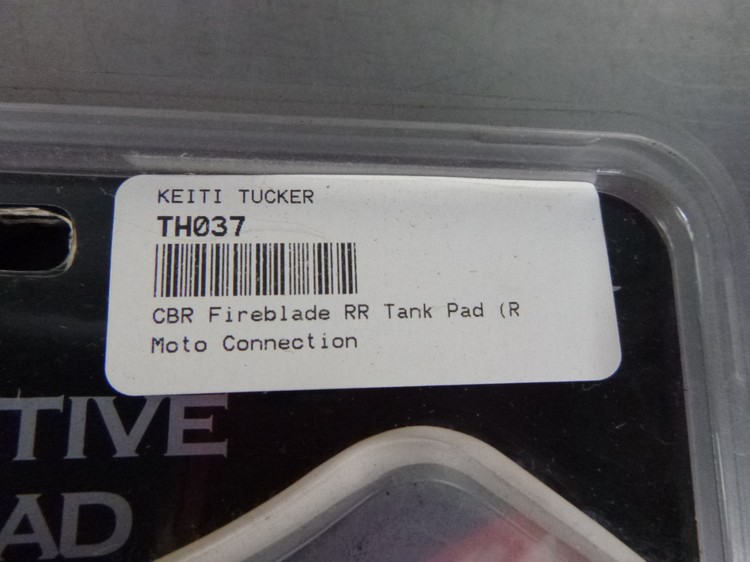 KEITI TUCKER
TH037
CBR Fireblade RR Tank Pad (R
Moto Connection
TIVE
AD